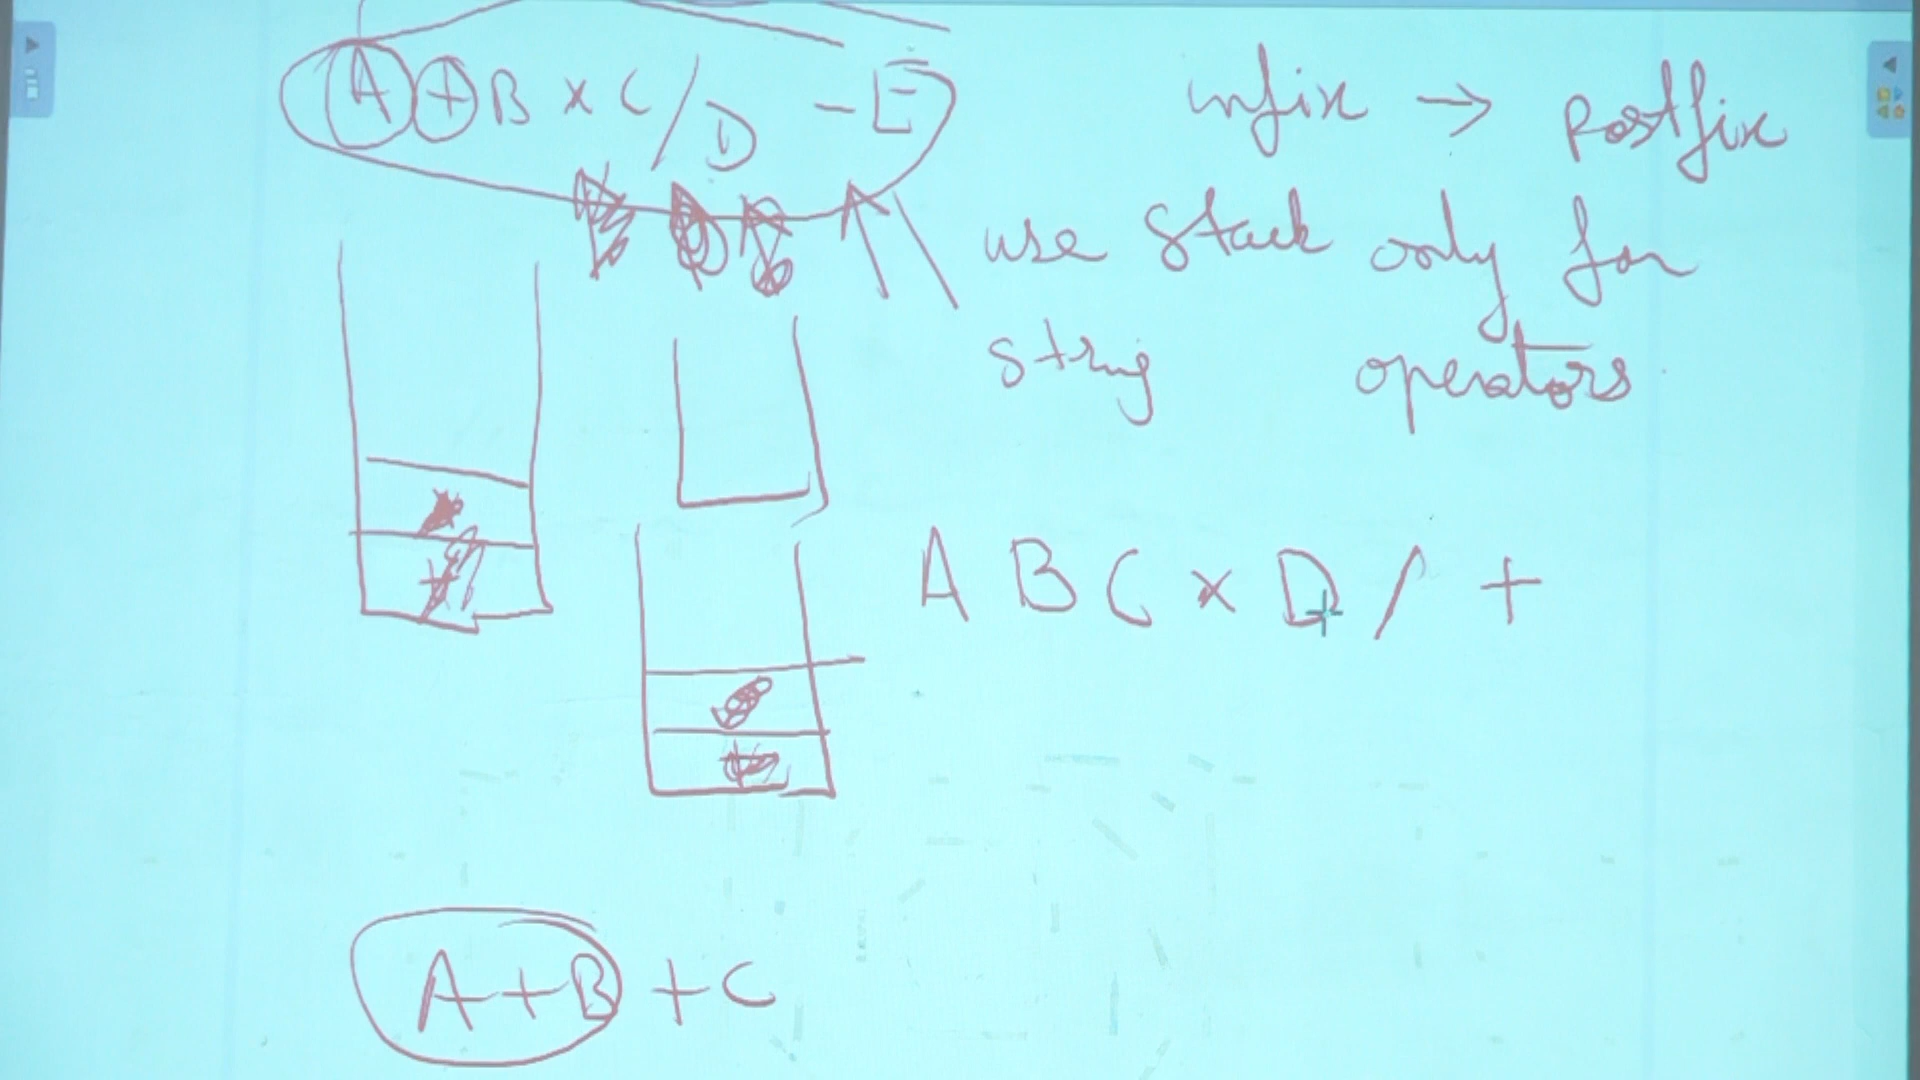 A + B × C / D - E
infix → Postfix
use Stack only for
string operators
+
A B C × D / +
A + B + C